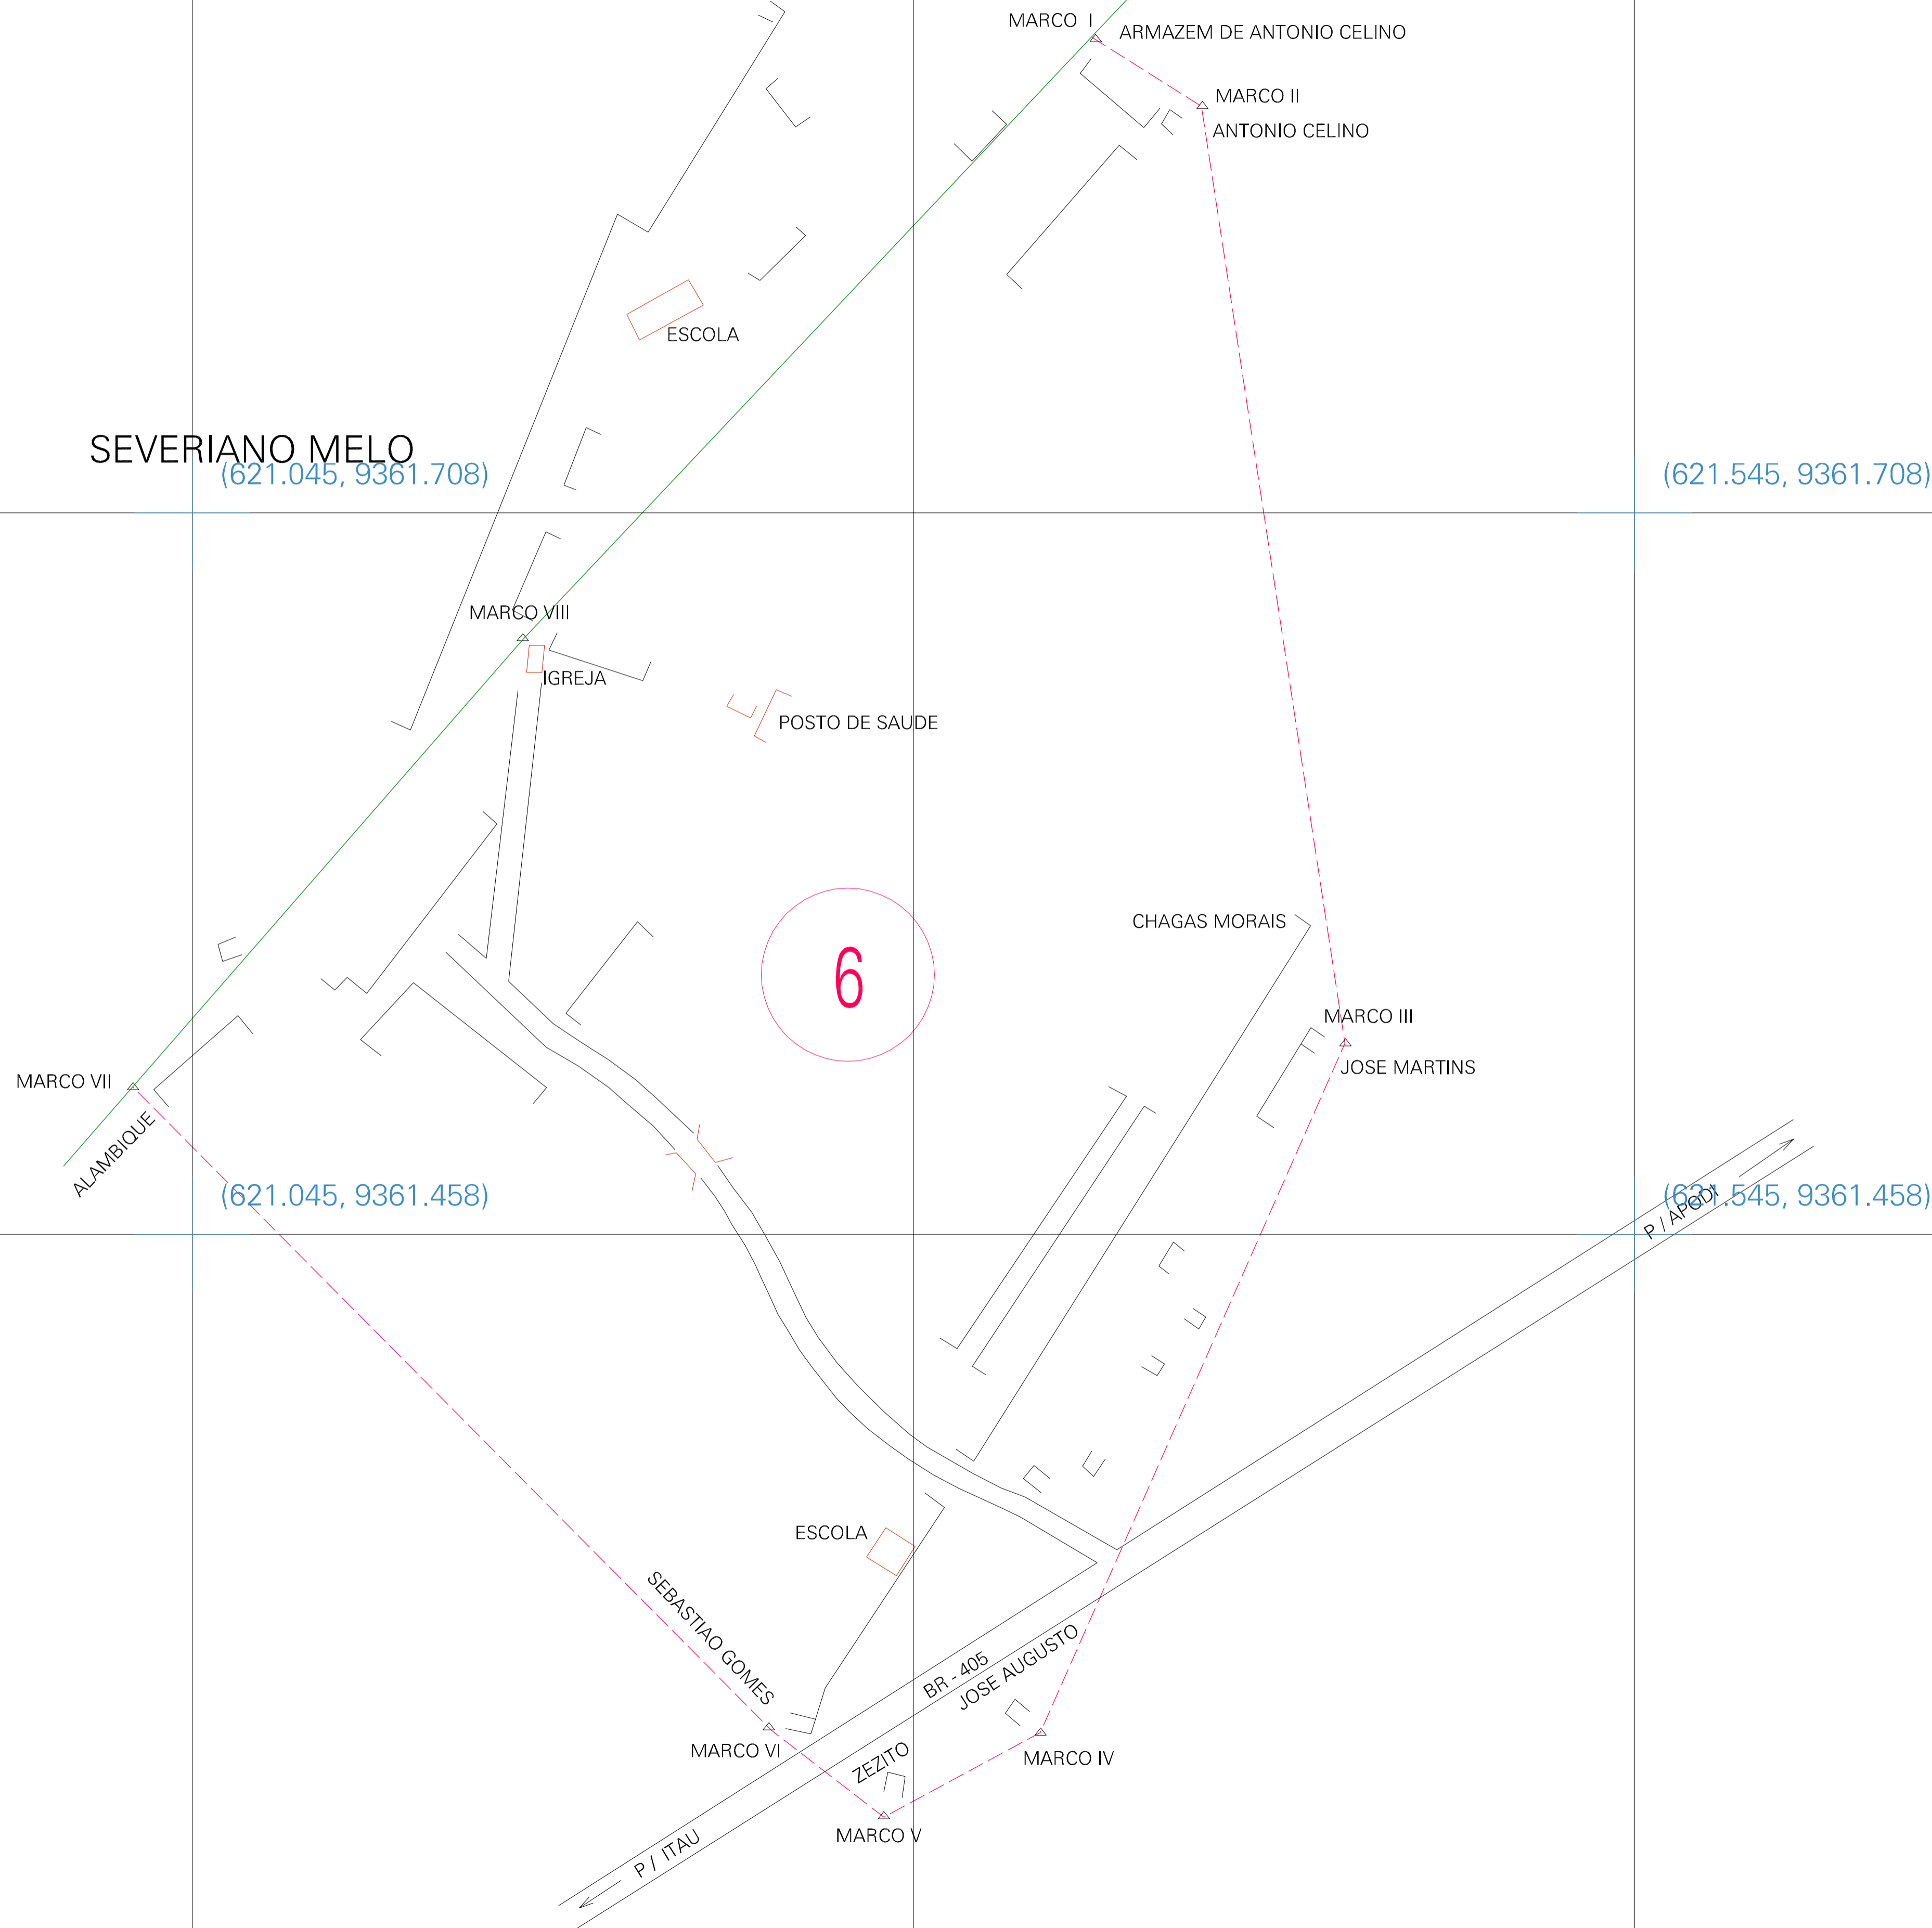 MARCO I
ARMAZEM DE ANTONIO CELINO
MARCO II
ANTONIO CELINO
ESCOLA
SEVERIANO MELO
(621.045, 9361.708)
(621.545, 9361.708)
MARCO VIII
IGREJA
POSTO DE SAUDE
CHAGAS MORAIS
6
MARCO III
JOSE MARTINS
MARCO VII
ALAMBIQUE
(621.045, 9361.458)
(621.545, 9361.458)
P / APODI
ESCOLA
SEBASTIAO GOMES
BR - 405
JOSE AUGUSTO
MARCO VI
ZEZITO
MARCO IV
MARCO V
P / ITAU